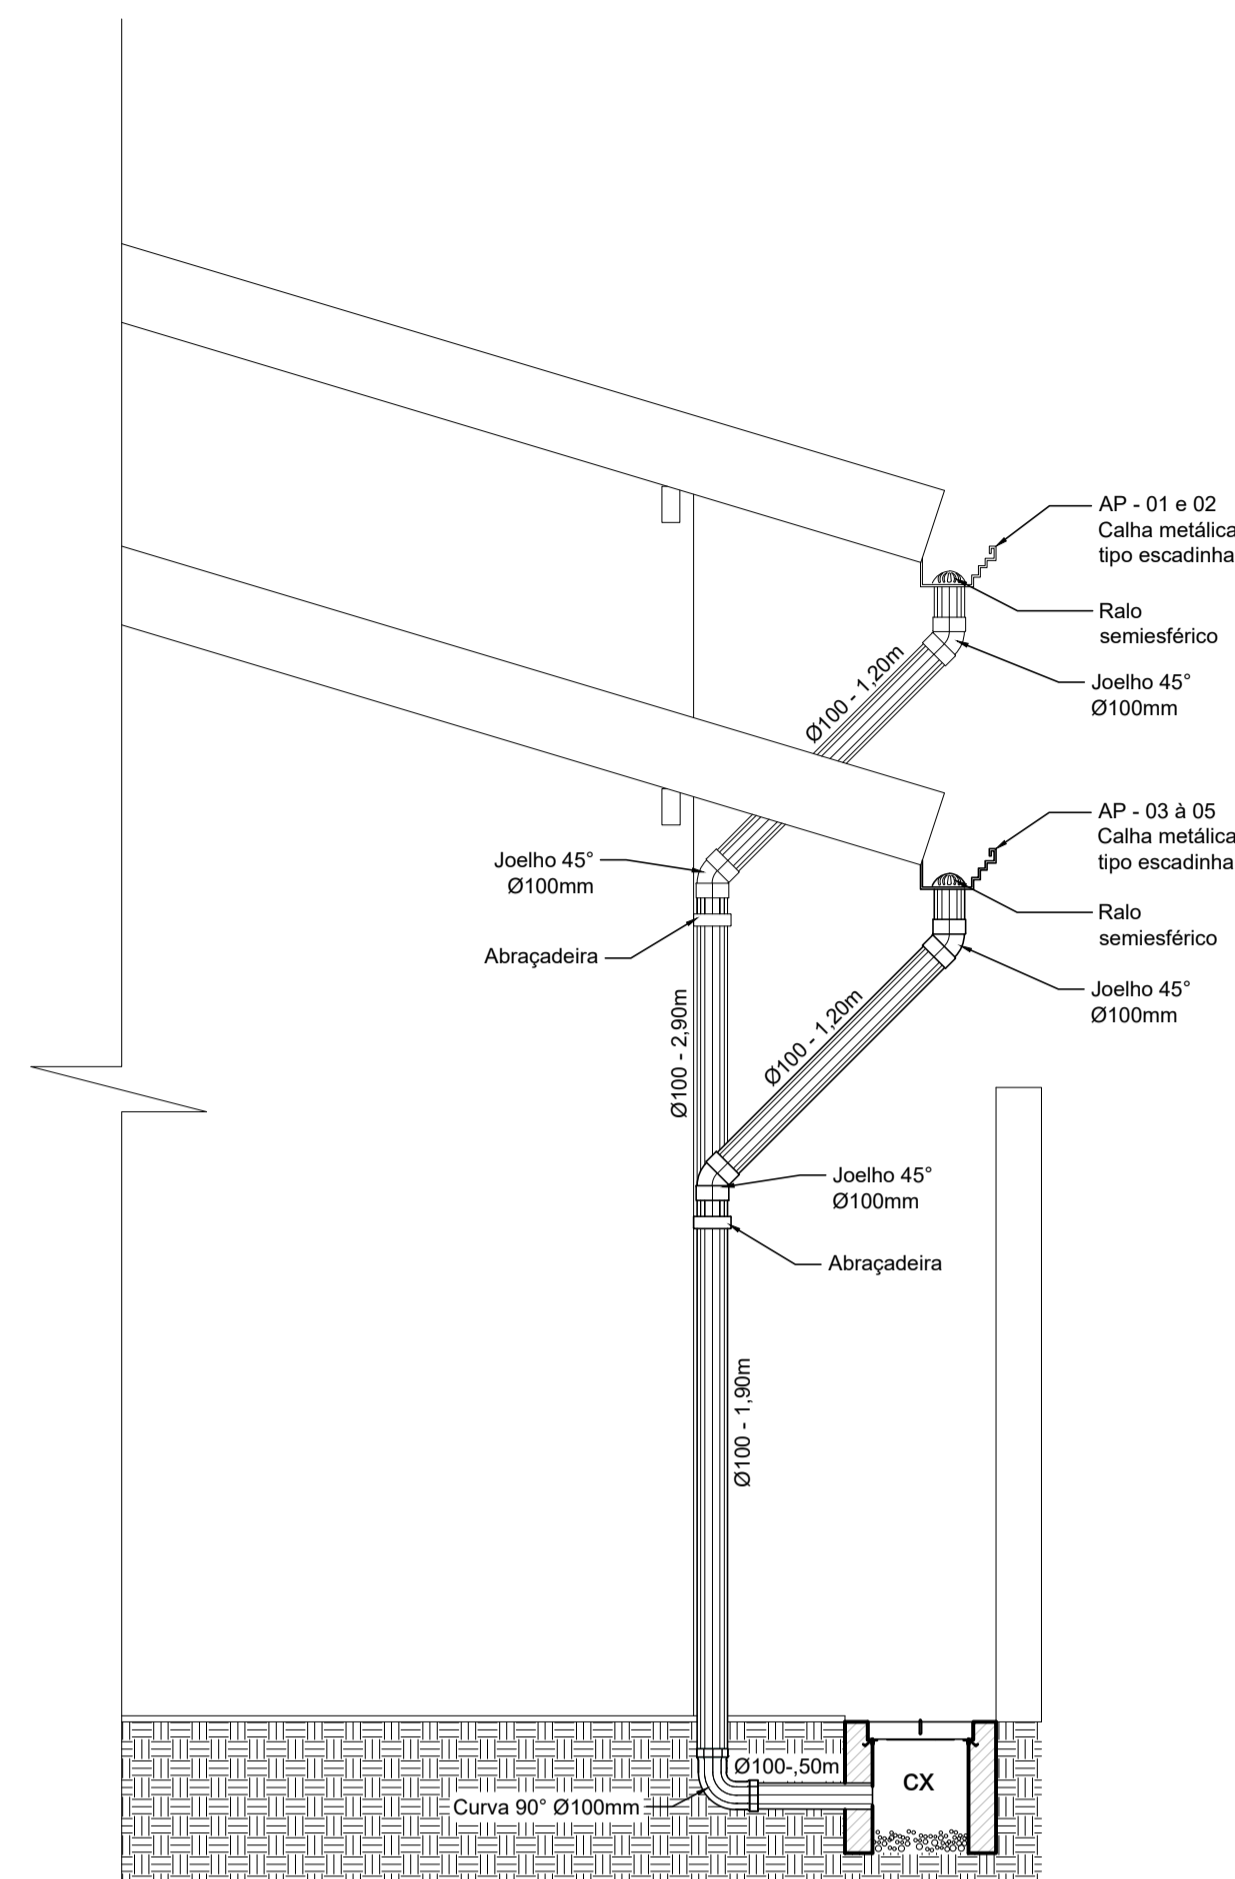 AP - 01 e 02
Calha metálica
tipo escadinha
Ralo
semiesférico
Joelho 45°
Ø100mm
Ø100 - 1,20m
AP - 03 à 05
Calha metálica
tipo escadinha
Joelho 45°
Ø100mm
Ralo
semiesférico
Abraçadeira
Joelho 45°
Ø100mm
Ø100 - 2,90m
Ø100 - 1,20m
Joelho 45°
Ø100mm
Abraçadeira
Ø100 - 1,90m
Ø100-,50m
CX
Curva 90° Ø100mm